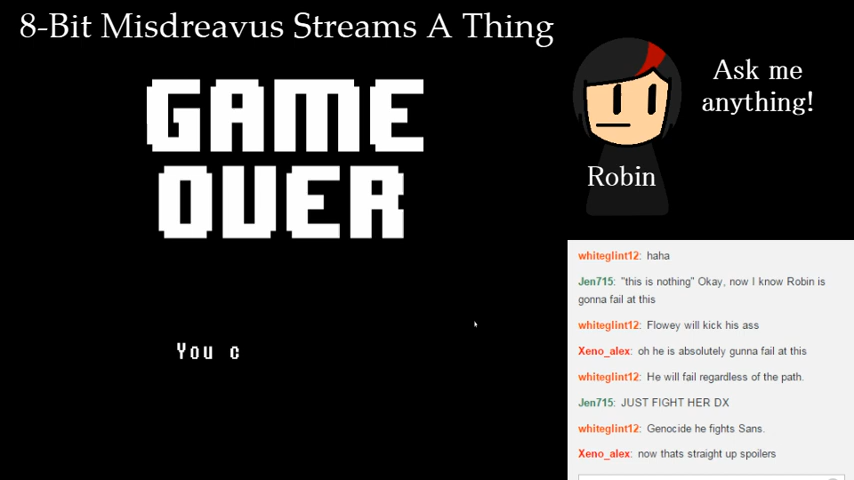 8-Bit Misdreavus Streams A Thing
GAME
OVER
You c
Ask me
anything!
Robin
whiteglint12: haha
Jen715: "this is nothing" Okay, now I know Robin is
gonna fail at this
whiteglint12: Flowey will kick his ass
Xeno_alex: oh he is absolutely gunna fail at this
whiteglint12: He will fail regardless of the path.
Jen715: JUST FIGHT HER DX
whiteglint12: Genocide he fights Sans.
Xeno_alex: now thats straight up spoilers